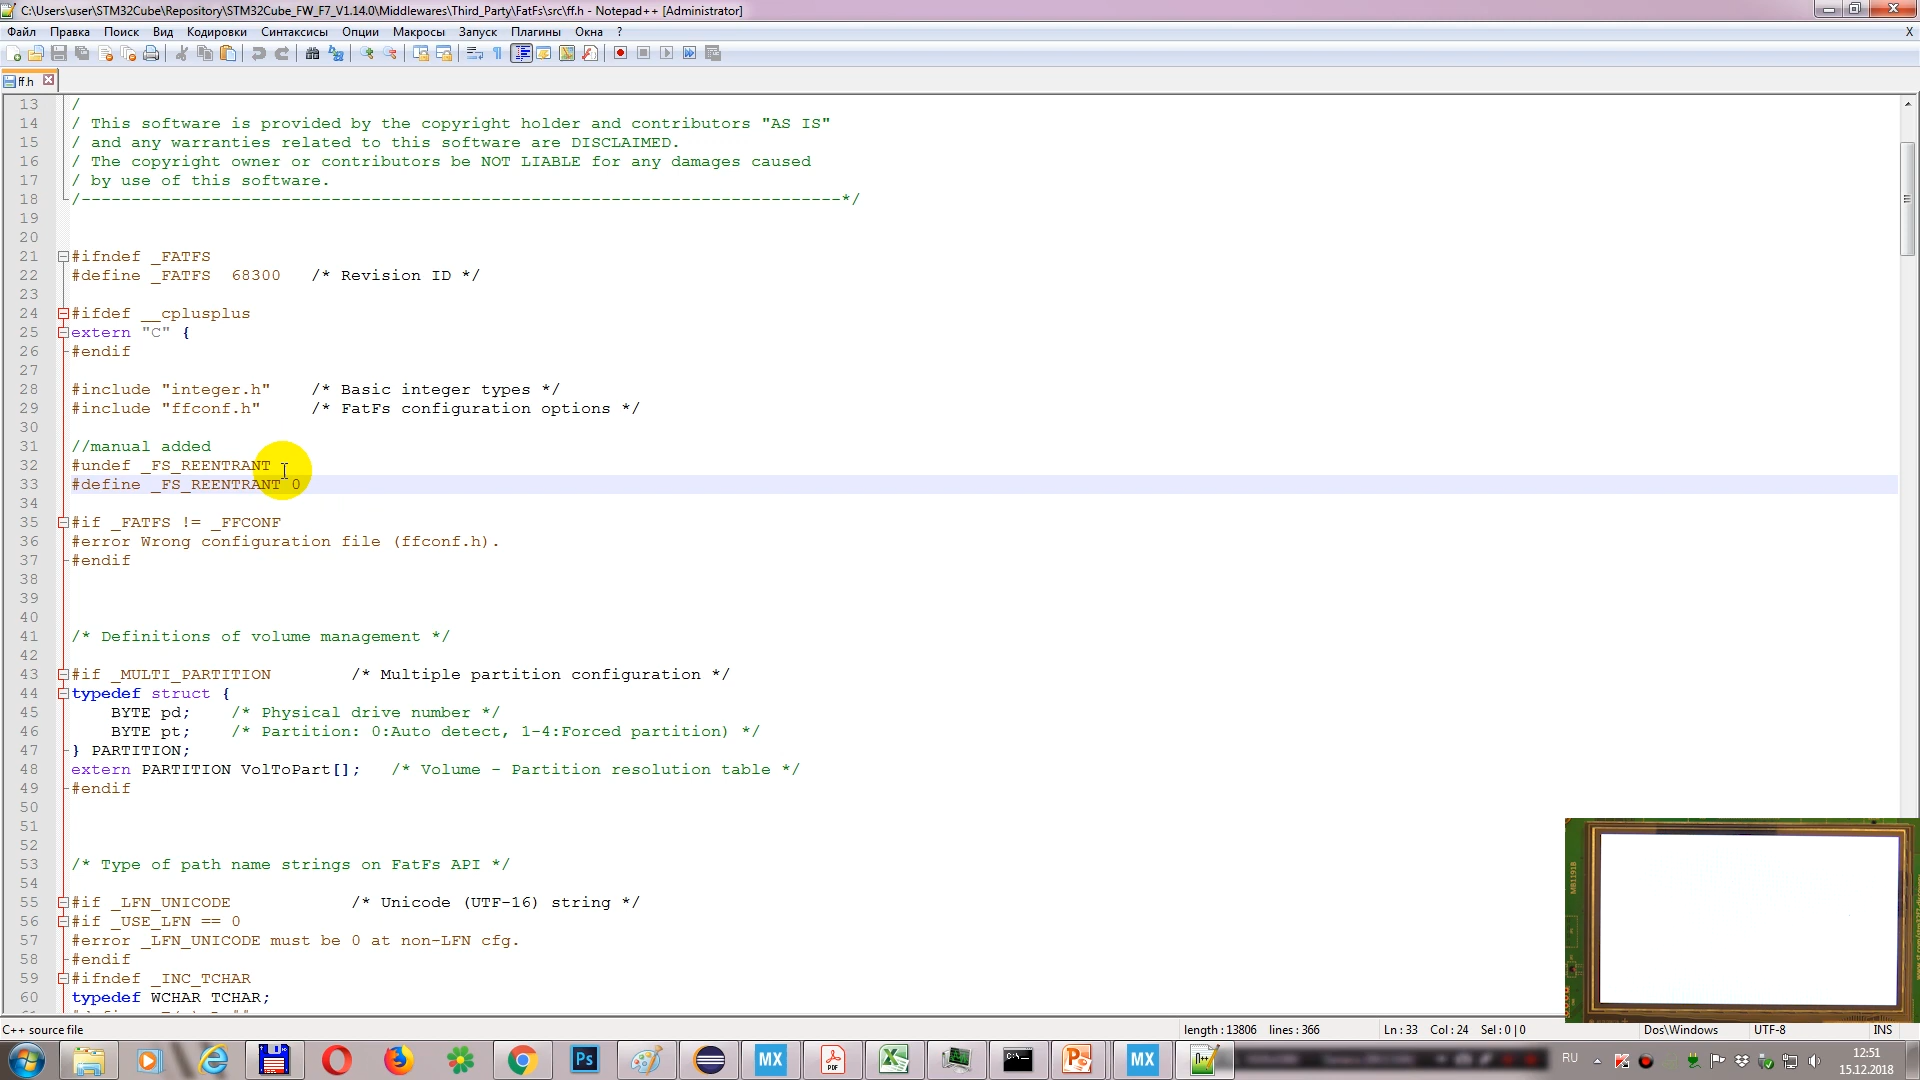 C:\Users\user\STM32Cube\Repository\STM32Cube_FW_F7_V1.14.0\Middlewares\Third_Party\FatFs\src\ff.h - Notepad++ [Administrator]
Файл Правка Поиск Вид Кодировки Синтаксисы Опции Макросы Запуск Плагины Окна ? X
ff.h
13 /
14 / This software is provided by the copyright holder and contributors "AS IS"
15 / and any warranties related to this software are DISCLAIMED.
16 / The copyright owner or contributors be NOT LIABLE for any damages caused
17 / by use of this software.
18 /----------------------------------------------------------------------------*/
19
20
21 #ifndef _FATFS
22 #define _FATFS 68300 /* Revision ID */
23
24 #ifdef __cplusplus
25 extern "C" {
26 #endif
27
28 #include "integer.h" /* Basic integer types */
29 #include "ffconf.h" /* FatFs configuration options */
30
31 //manual added
32 #undef _FS_REENTRANT
33 #define _FS_REENTRANT 0
34
35 #if _FATFS != _FFCONF
36 #error Wrong configuration file (ffconf.h).
37 #endif
38
39
40
41 /* Definitions of volume management */
42
43 #if _MULTI_PARTITION /* Multiple partition configuration */
44 typedef struct {
45 BYTE pd; /* Physical drive number */
46 BYTE pt; /* Partition: 0:Auto detect, 1-4:Forced partition) */
47 } PARTITION;
48 extern PARTITION VolToPart[]; /* Volume - Partition resolution table */
49 #endif
50
51
52
53 /* Type of path name strings on FatFs API */
54
55 #if _LFN_UNICODE /* Unicode (UTF-16) string */
56 #if _USE_LFN == 0
57 #error _LFN_UNICODE must be 0 at non-LFN cfg.
58 #endif
59 #ifndef _INC_TCHAR
60 typedef WCHAR TCHAR;
MB1191B
C++ source file length : 13806 lines : 366 Ln : 33 Col : 24 Sel : 0 | 0 Dos\Windows UTF-8 INS
Ps MX PDF C:\ MX RU 12:51
15.12.2018